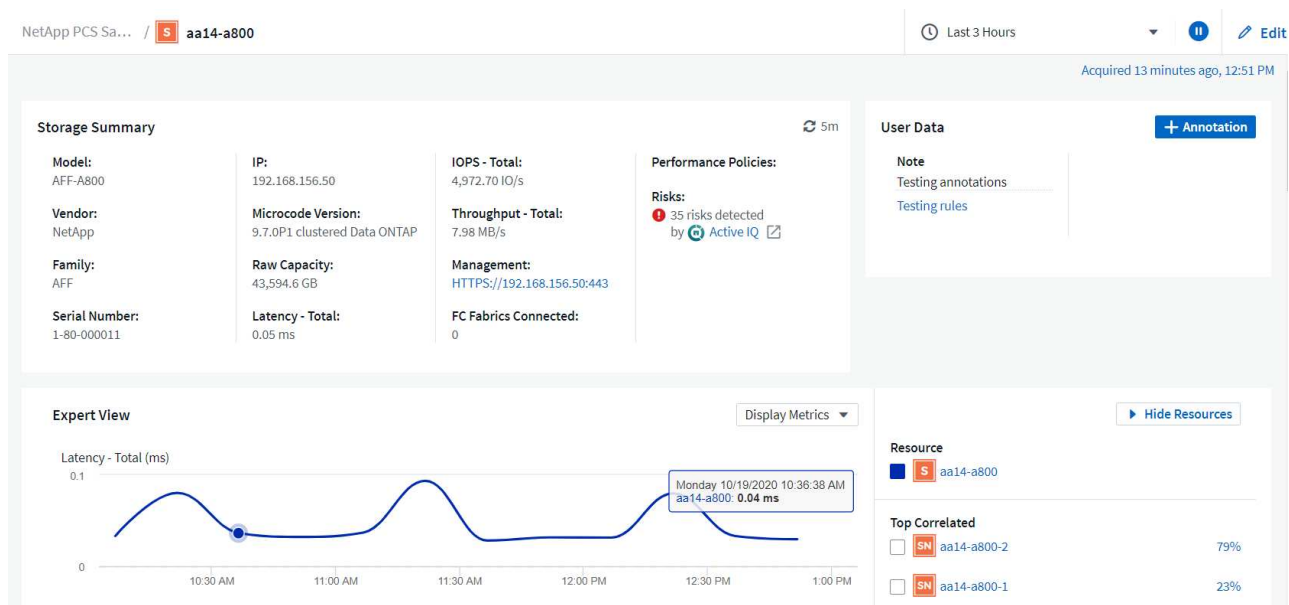 NetApp PCS Sa... / S aa14-a800
Last 3 Hours
Edit
Acquired 13 minutes ago, 12:51 PM
Storage Summary
5m
Model:
AFF-A800
Vendor:
NetApp
Family:
AFF
Serial Number:
1-80-000011
IP:
192.168.156.50
Microcode Version:
9.7.0P1 clustered Data ONTAP
Raw Capacity:
43,594.6 GB
Latency - Total:
0.05 ms
IOPS - Total:
4,972.70 IO/s
Throughput - Total:
7.98 MB/s
Management:
HTTPS://192.168.156.50:443
FC Fabrics Connected:
0
Performance Policies:
Risks:
35 risks detected
by Active IQ
User Data
+ Annotation
Note
Testing annotations
Testing rules
Expert View
Display Metrics
Latency - Total (ms)
0.1
0
Monday 10/19/2020 10:36:38 AM
aa14-a800: 0.04 ms
10:30 AM 11:00 AM 11:30 AM 12:00 PM 12:30 PM 1:00 PM
Hide Resources
Resource
S aa14-a800
Top Correlated
SN aa14-a800-2 79%
SN aa14-a800-1 23%